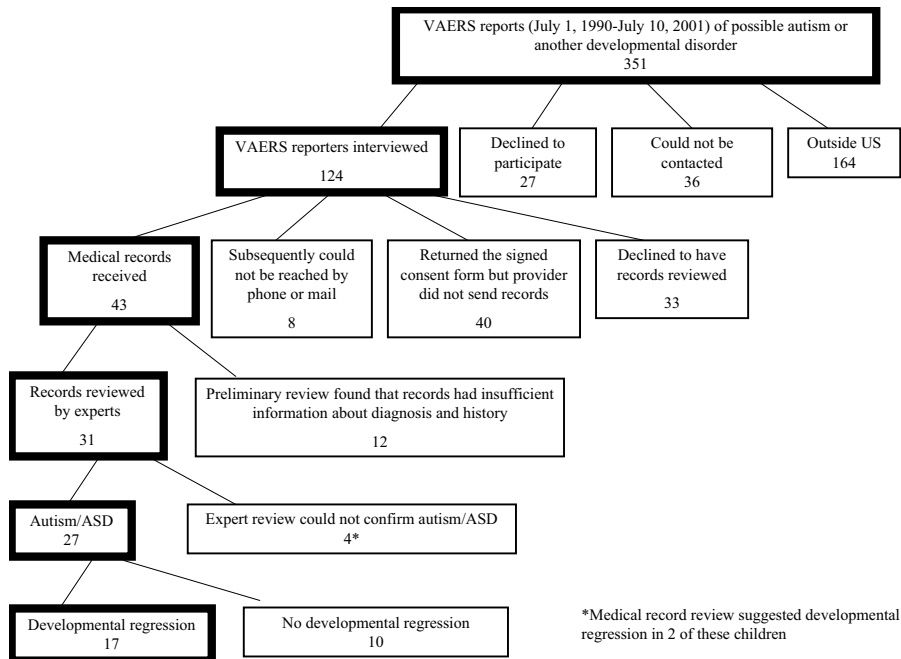 VAERS reports (July 1, 1990-July 10, 2001) of possible autism or
another developmental disorder
351
VAERS reporters interviewed
124
Declined to
participate
27
Could not be
contacted
36
Outside US
164
Medical records
received
43
Subsequently could
not be reached by
phone or mail
8
Returned the signed
consent form but provider
did not send records
40
Declined to have
records reviewed
33
Records reviewed
by experts
31
Preliminary review found that records had insufficient
information about diagnosis and history
12
Autism/ASD
27
Expert review could not confirm autism/ASD
4*
Developmental regression
17
No developmental regression
10
*Medical record review suggested developmental
regression in 2 of these children